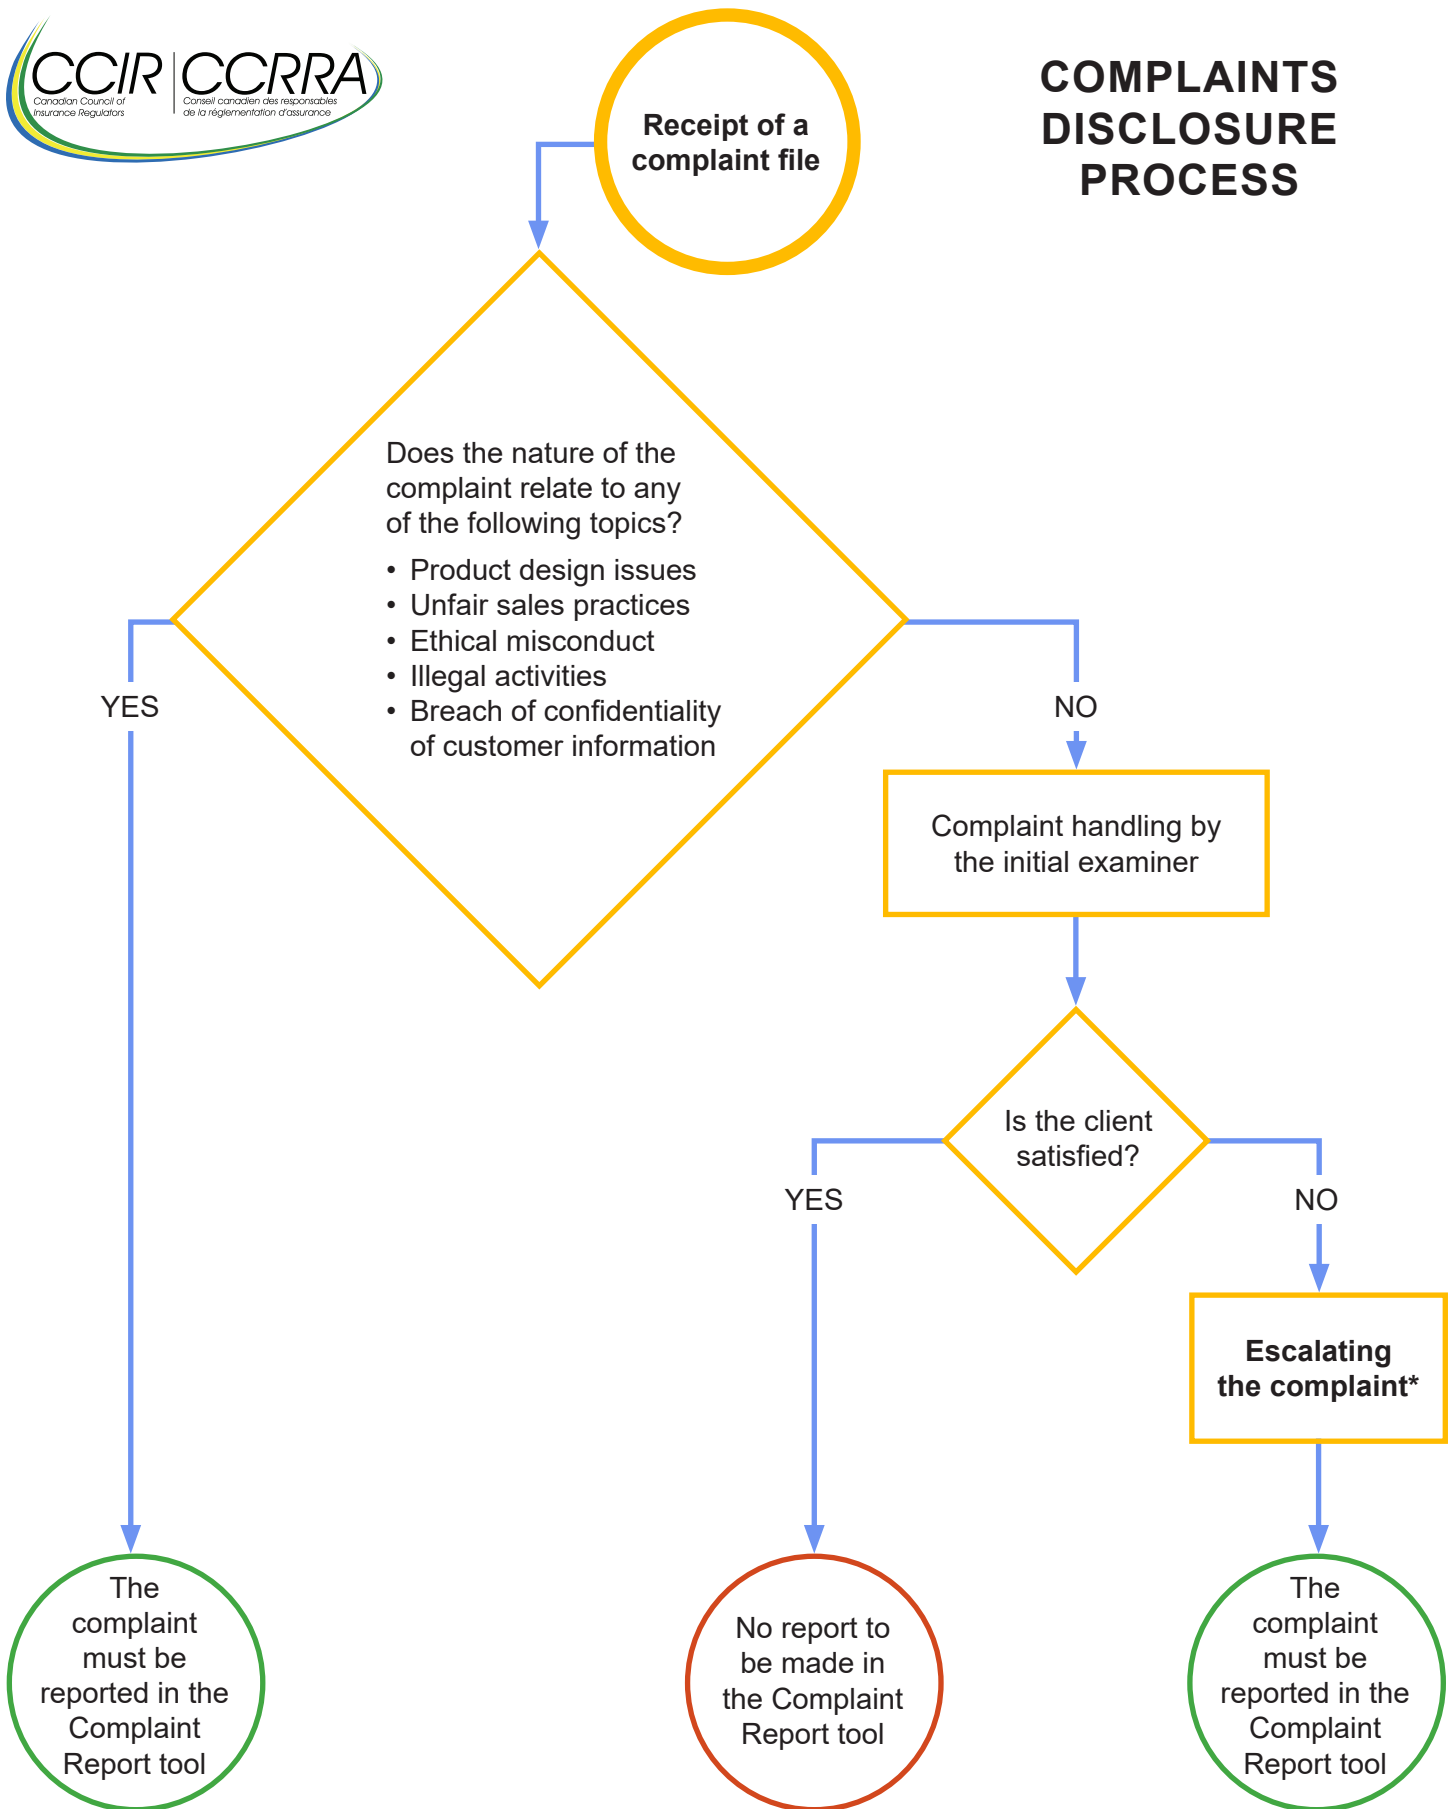 CCIR CCRRA
Canadian Council of
Insurance Regulators
Conseil canadien des responsables
de la réglementation d'assurance
COMPLAINTS
DISCLOSURE
PROCESS
Receipt of a
complaint file
Does the nature of the
complaint relate to any
of the following topics?
• Product design issues
• Unfair sales practices
• Ethical misconduct
• Illegal activities
• Breach of confidentiality
of customer information
YES
NO
Complaint handling by
the initial examiner
Is the client
satisfied?
YES
NO
Escalating
the complaint*
The
complaint
must be
reported in the
Complaint
Report tool
No report to
be made in
the Complaint
Report tool
The
complaint
must be
reported in the
Complaint
Report tool